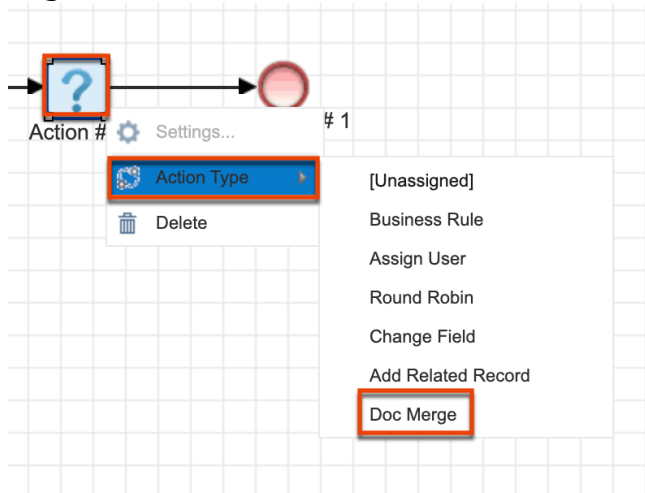 Action #
# 1
Settings...
Action Type
Delete
[Unassigned]
Business Rule
Assign User
Round Robin
Change Field
Add Related Record
Doc Merge